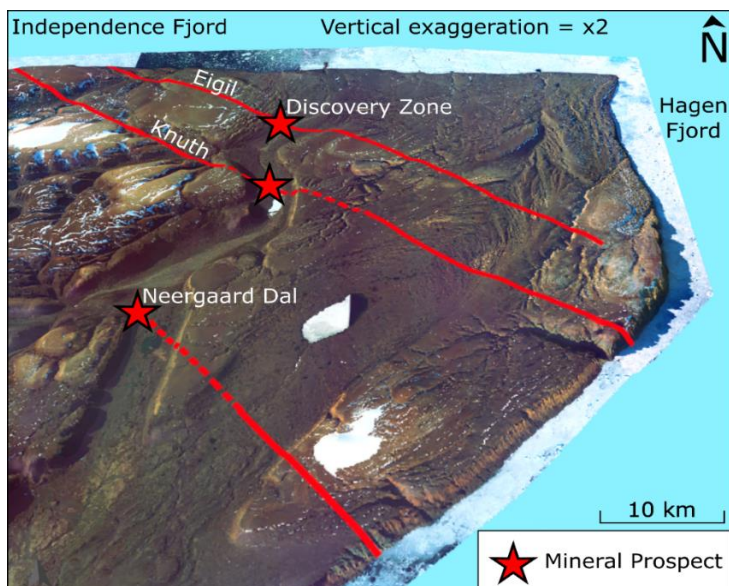 Independence Fjord
Vertical exaggeration = x2
N
Eigil
Hagen
Fjord
Discovery Zone
Knuth
Neergaard Dal
10 km
Mineral Prospect